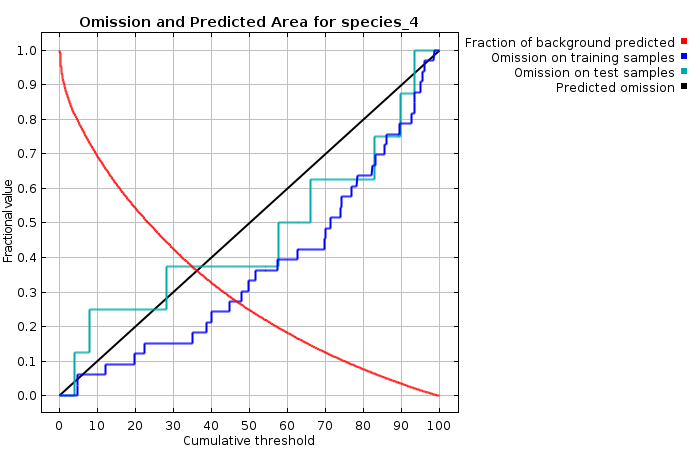 Omission and Predicted Area for species_4
Fraction of background predicted
Omission on training samples
Omission on test samples
Predicted omission
Fractional value
1.0
0.9
0.8
0.7
0.6
0.5
0.4
0.3
0.2
0.1
0.0
0 10 20 30 40 50 60 70 80 90 100
Cumulative threshold